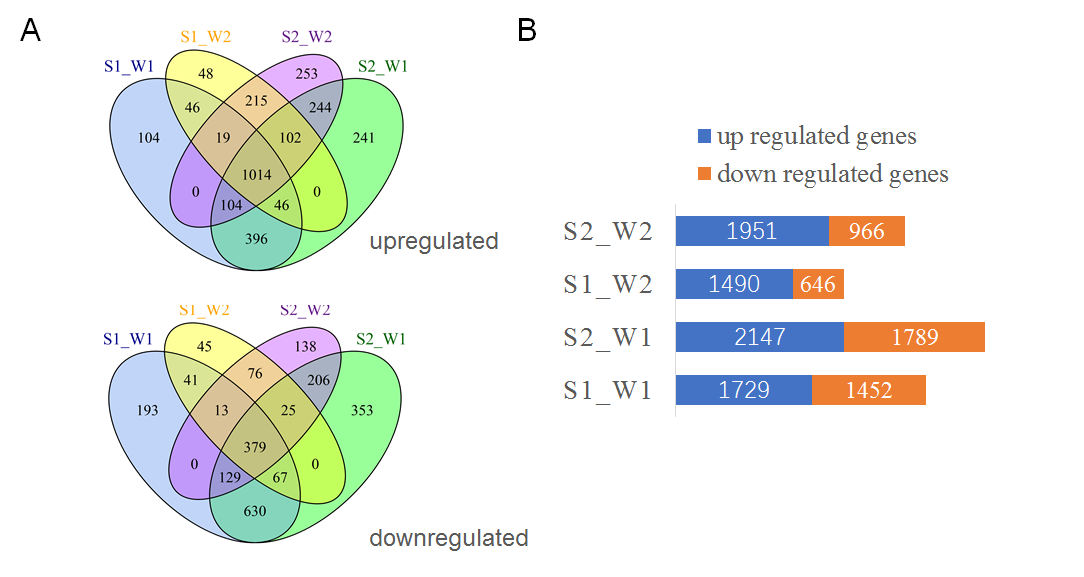 A
B
S1_W2
S2_W2
S1_W1
S2_W1
48
253
46
215
244
104
19
102
241
1014
0
0
104
46
396
upregulated
S1_W2
S2_W2
S1_W1
S2_W1
45
138
41
76
206
193
13
25
353
379
0
0
129
67
630
downregulated
up regulated genes
down regulated genes
S2_W2 1951 966
S1_W2 1490 646
S2_W1 2147 1789
S1_W1 1729 1452